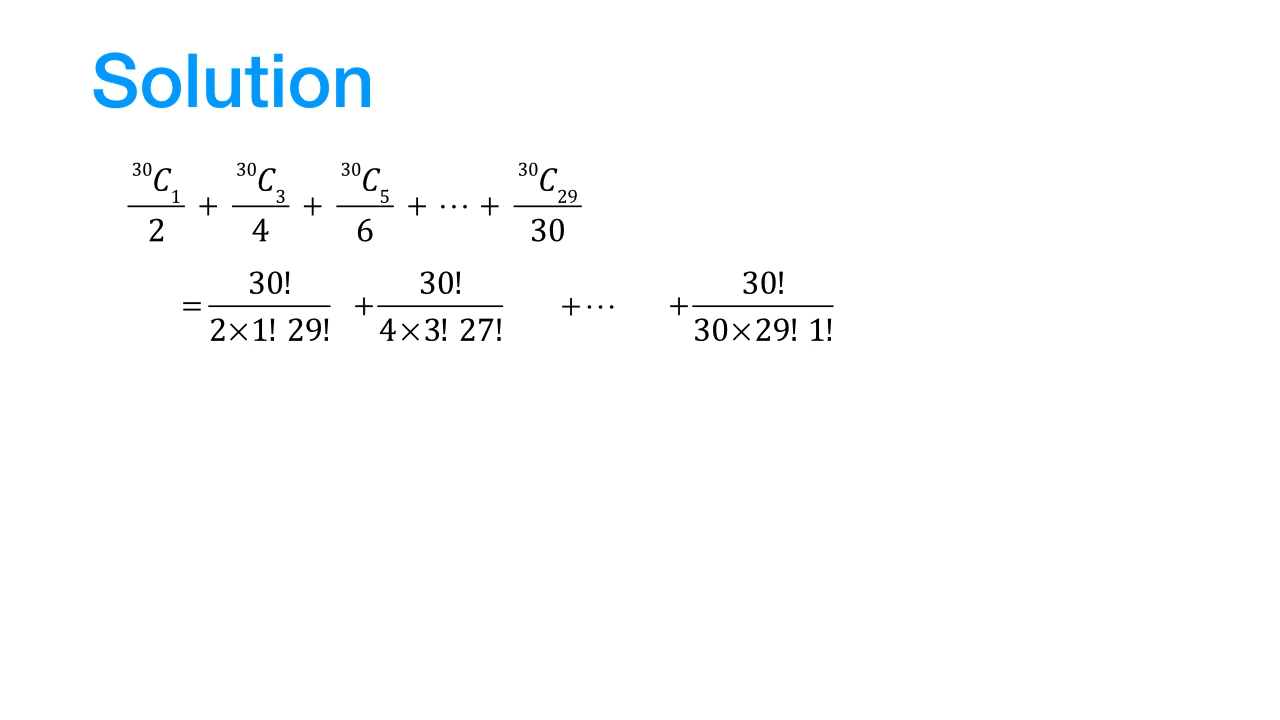 Solution
³⁰C₁/2 + ³⁰C₃/4 + ³⁰C₅/6 + ⋯ + ³⁰C₂₉/30
= 30!/(2×1! 29!) + 30!/(4×3! 27!) + ⋯ + 30!/(30×29! 1!)